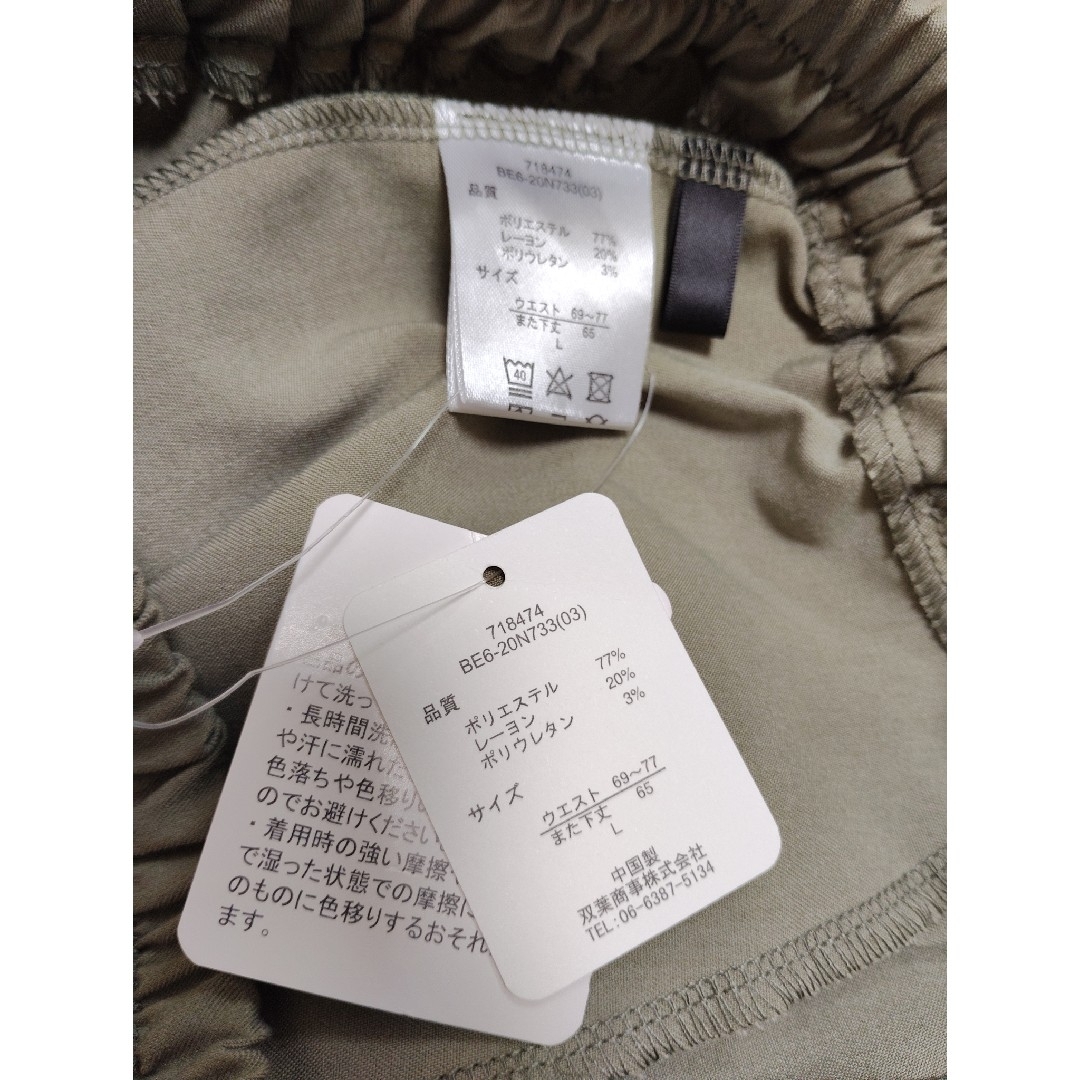 718474
BE6-20N733(03)
品質
ポリエステル 77%
レーヨン 20%
ポリウレタン 3%
サイズ
ウエスト 69～77
また下丈 65
L
40
718474
BE6-20N733(03)
品質
ポリエステル 77%
レーヨン 20%
ポリウレタン 3%
サイズ
ウエスト 69～77
また下丈 65
L
中国製
双葉商事株式会社
TEL:06-6387-5134
けて洗っ
・長時間洗
や汗に濡れた
色落ちや色移り
のでお避けください
・着用時の強い摩擦
で湿った状態での摩擦に
のものに色移りするおそれ
ます。